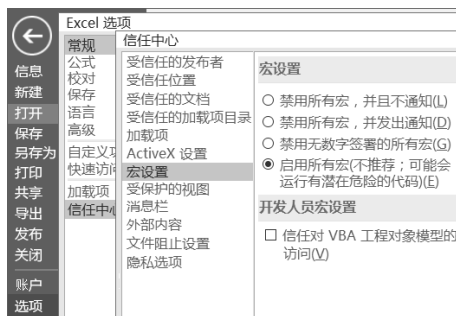 信息
新建
打开
保存
另存为
打印
共享
导出
发布
关闭
账户
选项
Excel 选项
常规
公式
校对
保存
语言
高级
自定义
快速访问
加载项
信任中心
信任中心
受信任的发布者
受信任位置
受信任的文档
受信任的加载项目录
加载项
ActiveX 设置
宏设置
受保护的视图
消息栏
外部内容
文件阻止设置
隐私选项
宏设置
禁用所有宏，并且不通知(L)
禁用所有宏，并发出通知(D)
禁用无数字签署的所有宏(G)
启用所有宏(不推荐；可能会
运行有潜在危险的代码)(E)
开发人员宏设置
信任对 VBA 工程对象模型的
访问(V)